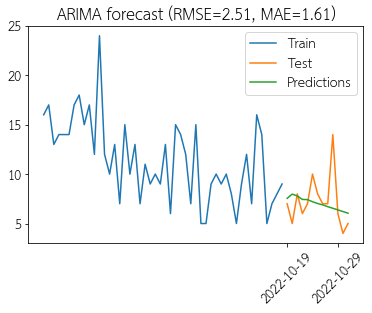 ARIMA forecast (RMSE=2.51, MAE=1.61)
25
20
15
10
5
Train
Test
Predictions
2022-10-19
2022-10-29